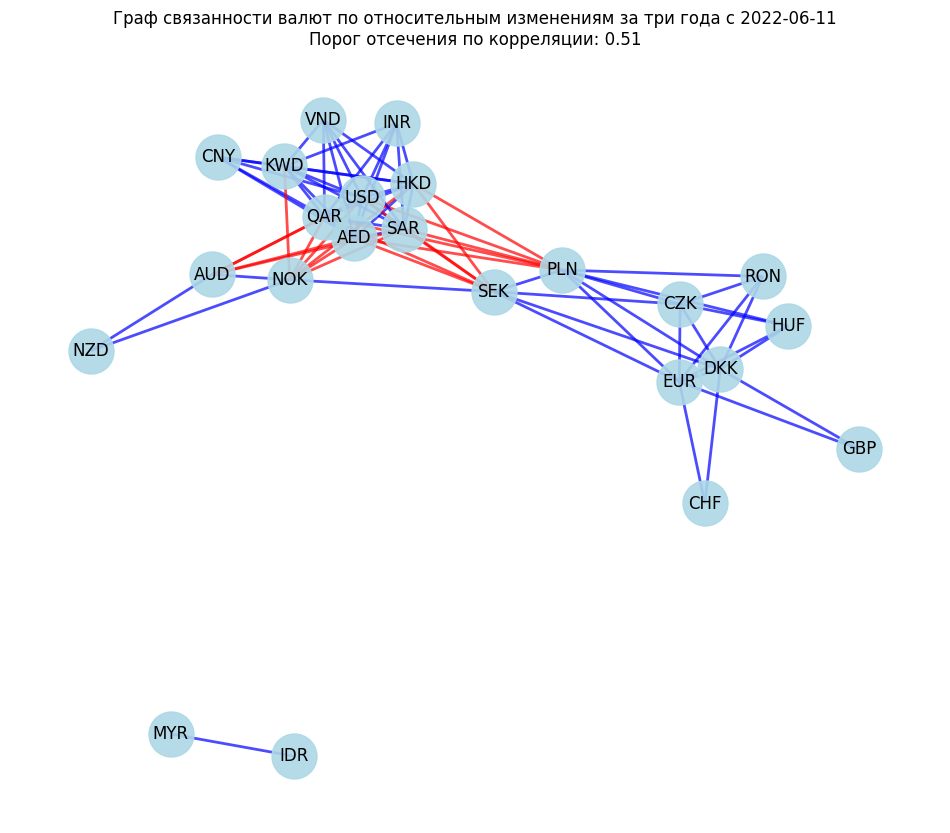 Граф связанности валют по относительным изменениям за три года с 2022-06-11
Порог отсечения по корреляции: 0.51
VND
INR
CNY
KWD
HKD
USD
QAR
SAR
AED
AUD
NOK
SEK
PLN
RON
CZK
HUF
NZD
DKK
EUR
GBP
CHF
MYR
IDR